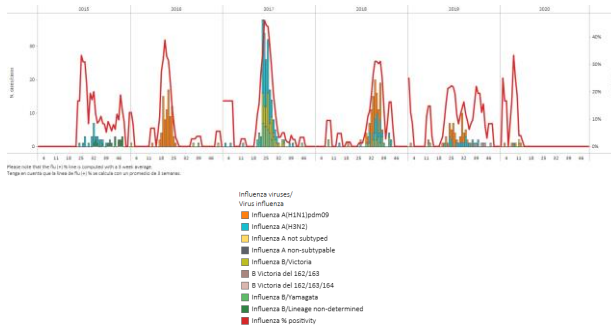 2015 2016 2017 2018 2019 2020
N. detections
30
20
10
0
40%
30%
20%
10%
0%
Please note that the flu (+) % line is computed with a 3 week average.
Tenga en cuenta que la línea de flu (+) % se calcula con un promedio de 3 semanas.
Influenza viruses/
Virus influenza
Influenza A(H1N1)pdm09
Influenza A(H3N2)
Influenza A not subtyped
Influenza A non-subtypable
Influenza B/Victoria
B Victoria del 162/163
B Victoria del 162/163/164
Influenza B/Yamagata
Influenza B/Lineage non-determined
Influenza % positivity